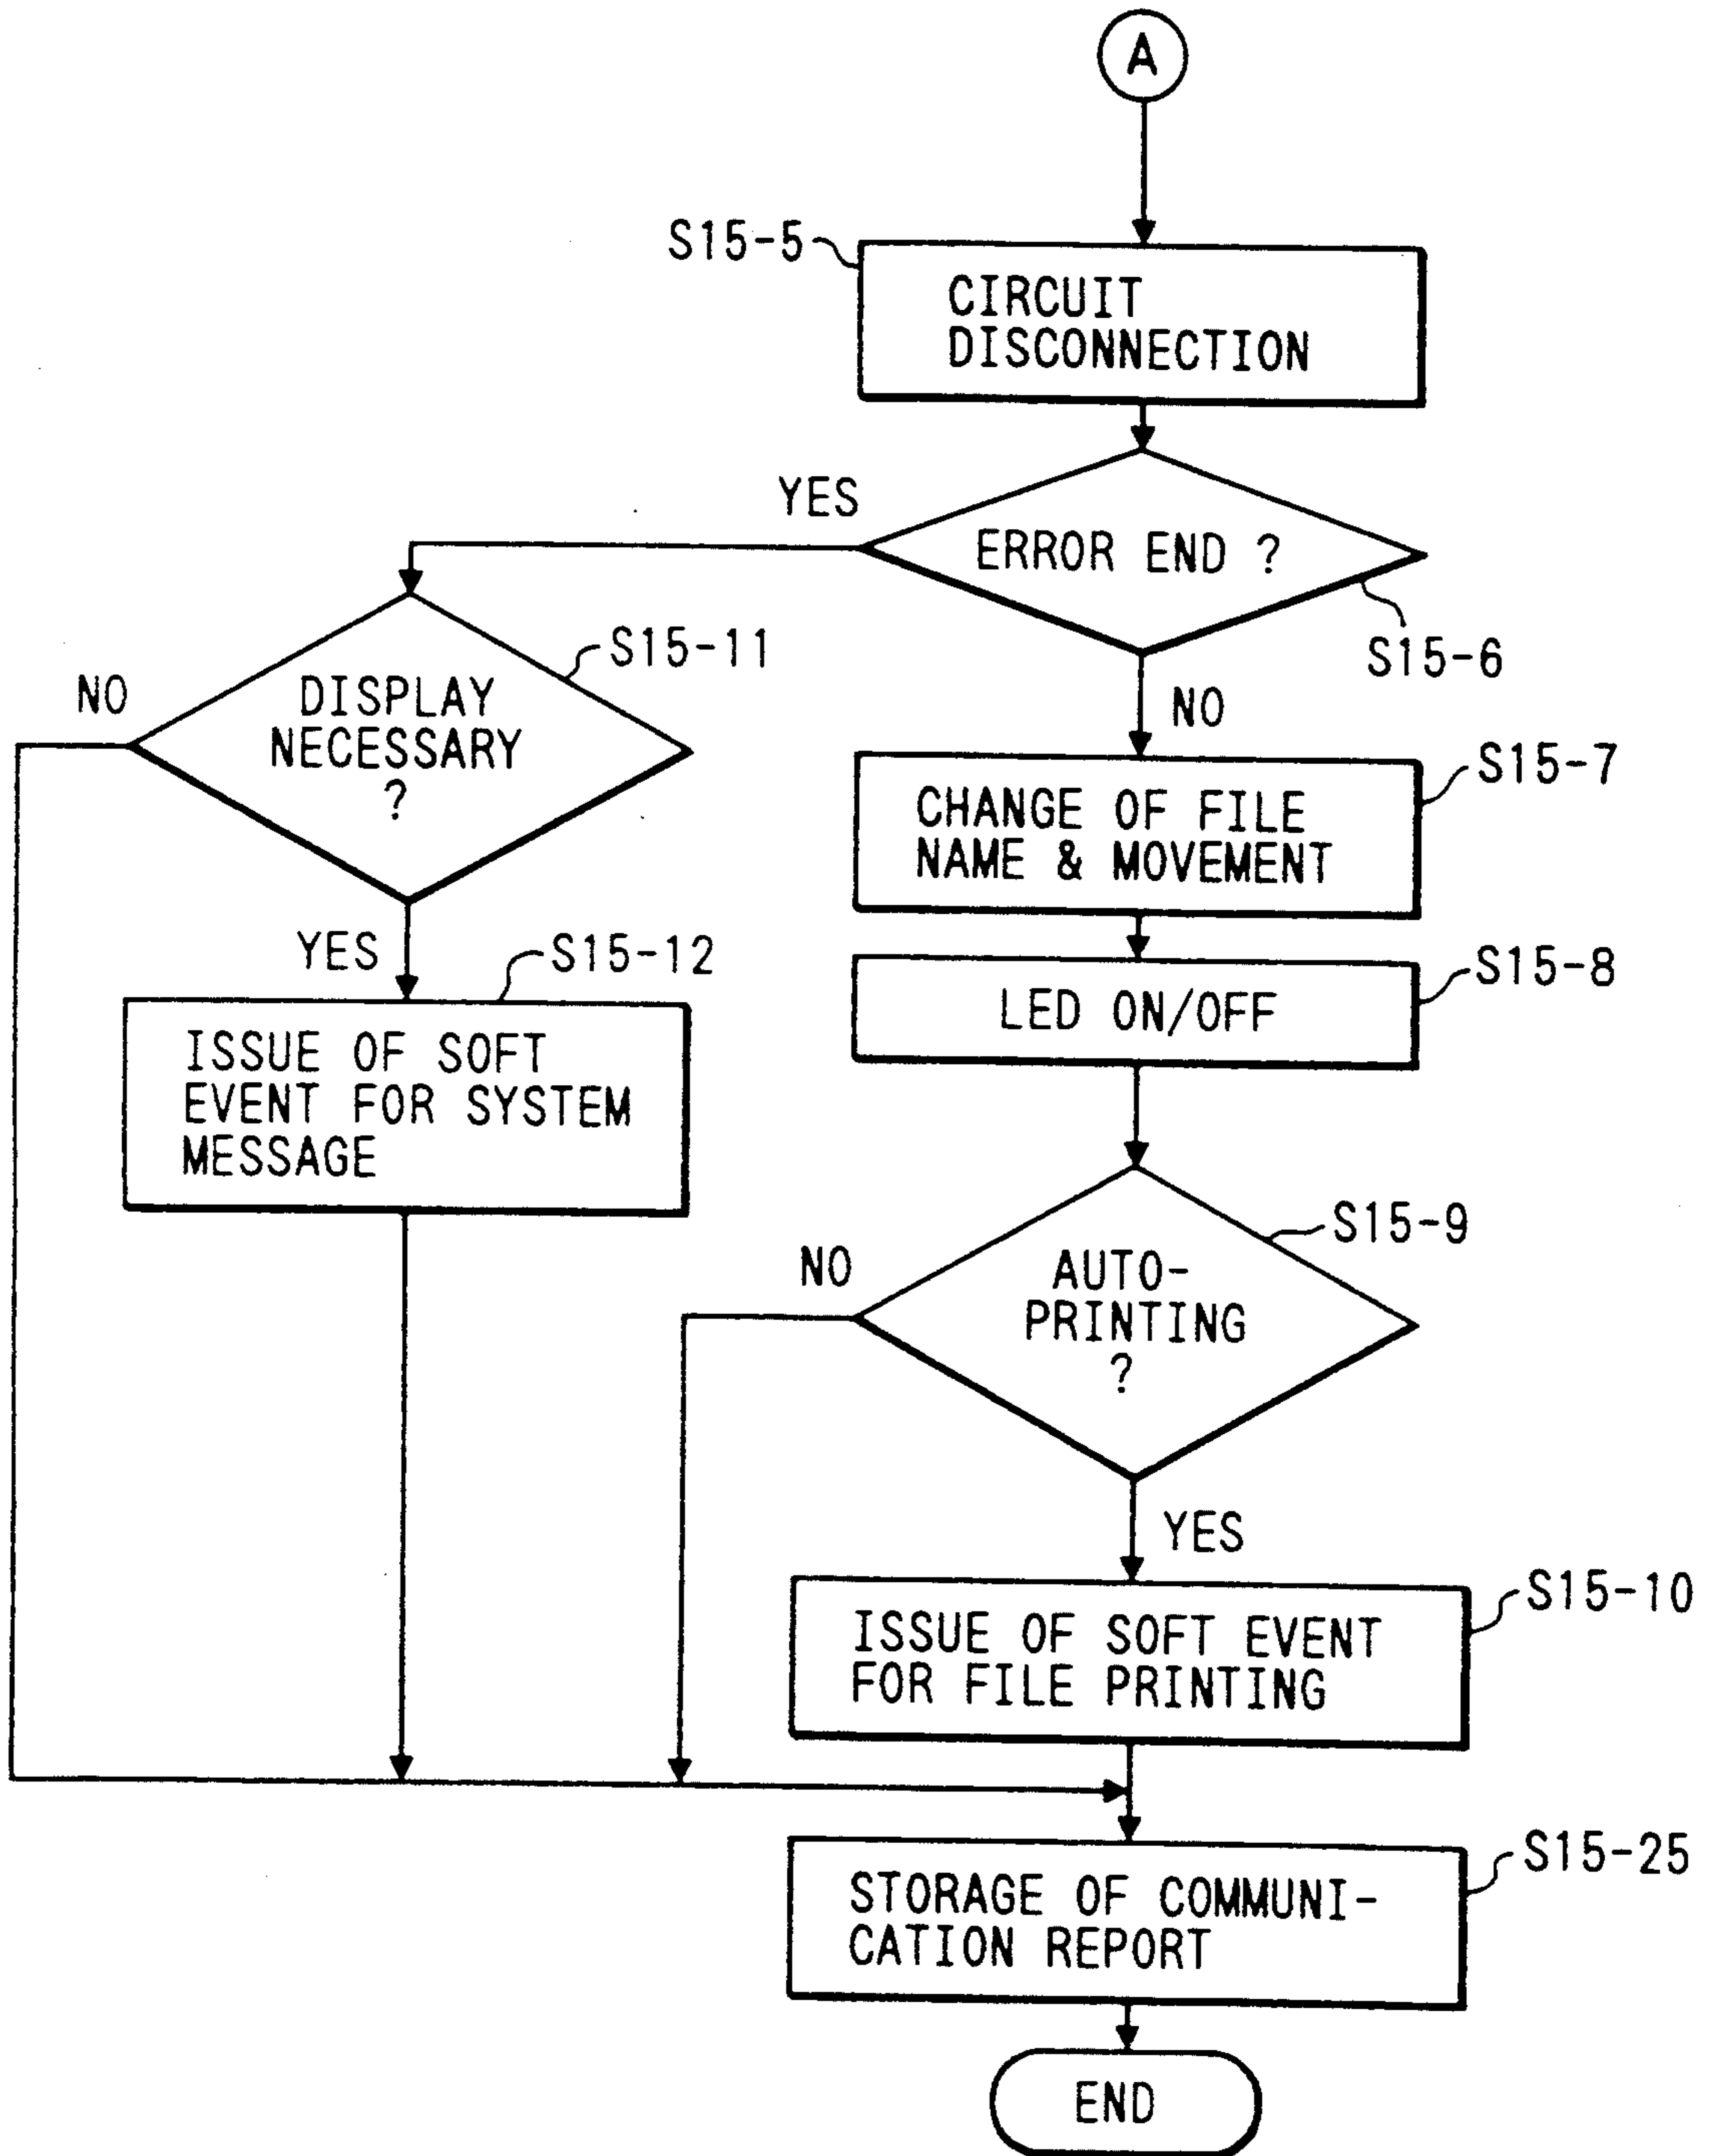 A
S15-5
CIRCUIT
DISCONNECTION
YES
ERROR END ?
S15-6
NO
S15-11
NO
DISPLAY
NECESSARY
?
S15-7
CHANGE OF FILE
NAME & MOVEMENT
YES
S15-12
S15-8
LED ON/OFF
ISSUE OF SOFT
EVENT FOR SYSTEM
MESSAGE
S15-9
NO
AUTO-
PRINTING
?
YES
S15-10
ISSUE OF SOFT EVENT
FOR FILE PRINTING
S15-25
STORAGE OF COMMUNI-
CATION REPORT
END